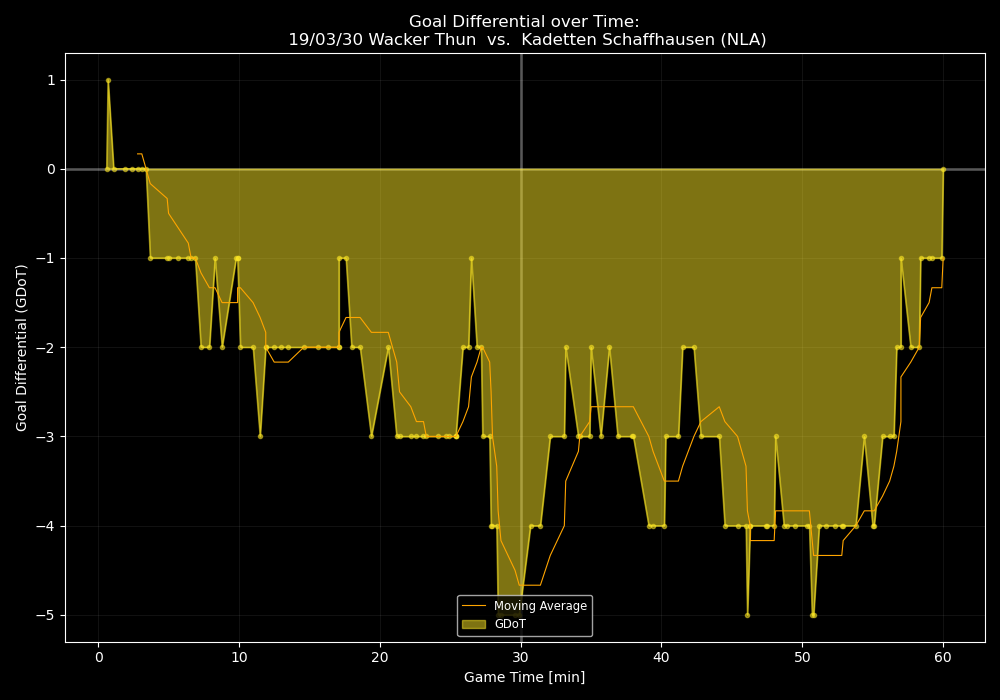 Goal Differential over Time:
19/03/30 Wacker Thun  vs.  Kadetten Schaffhausen (NLA)
Goal Differential (GDoT)
1
0
−1
−2
−3
−4
−5
Moving Average
GDoT
0 10 20 30 40 50 60
Game Time [min]